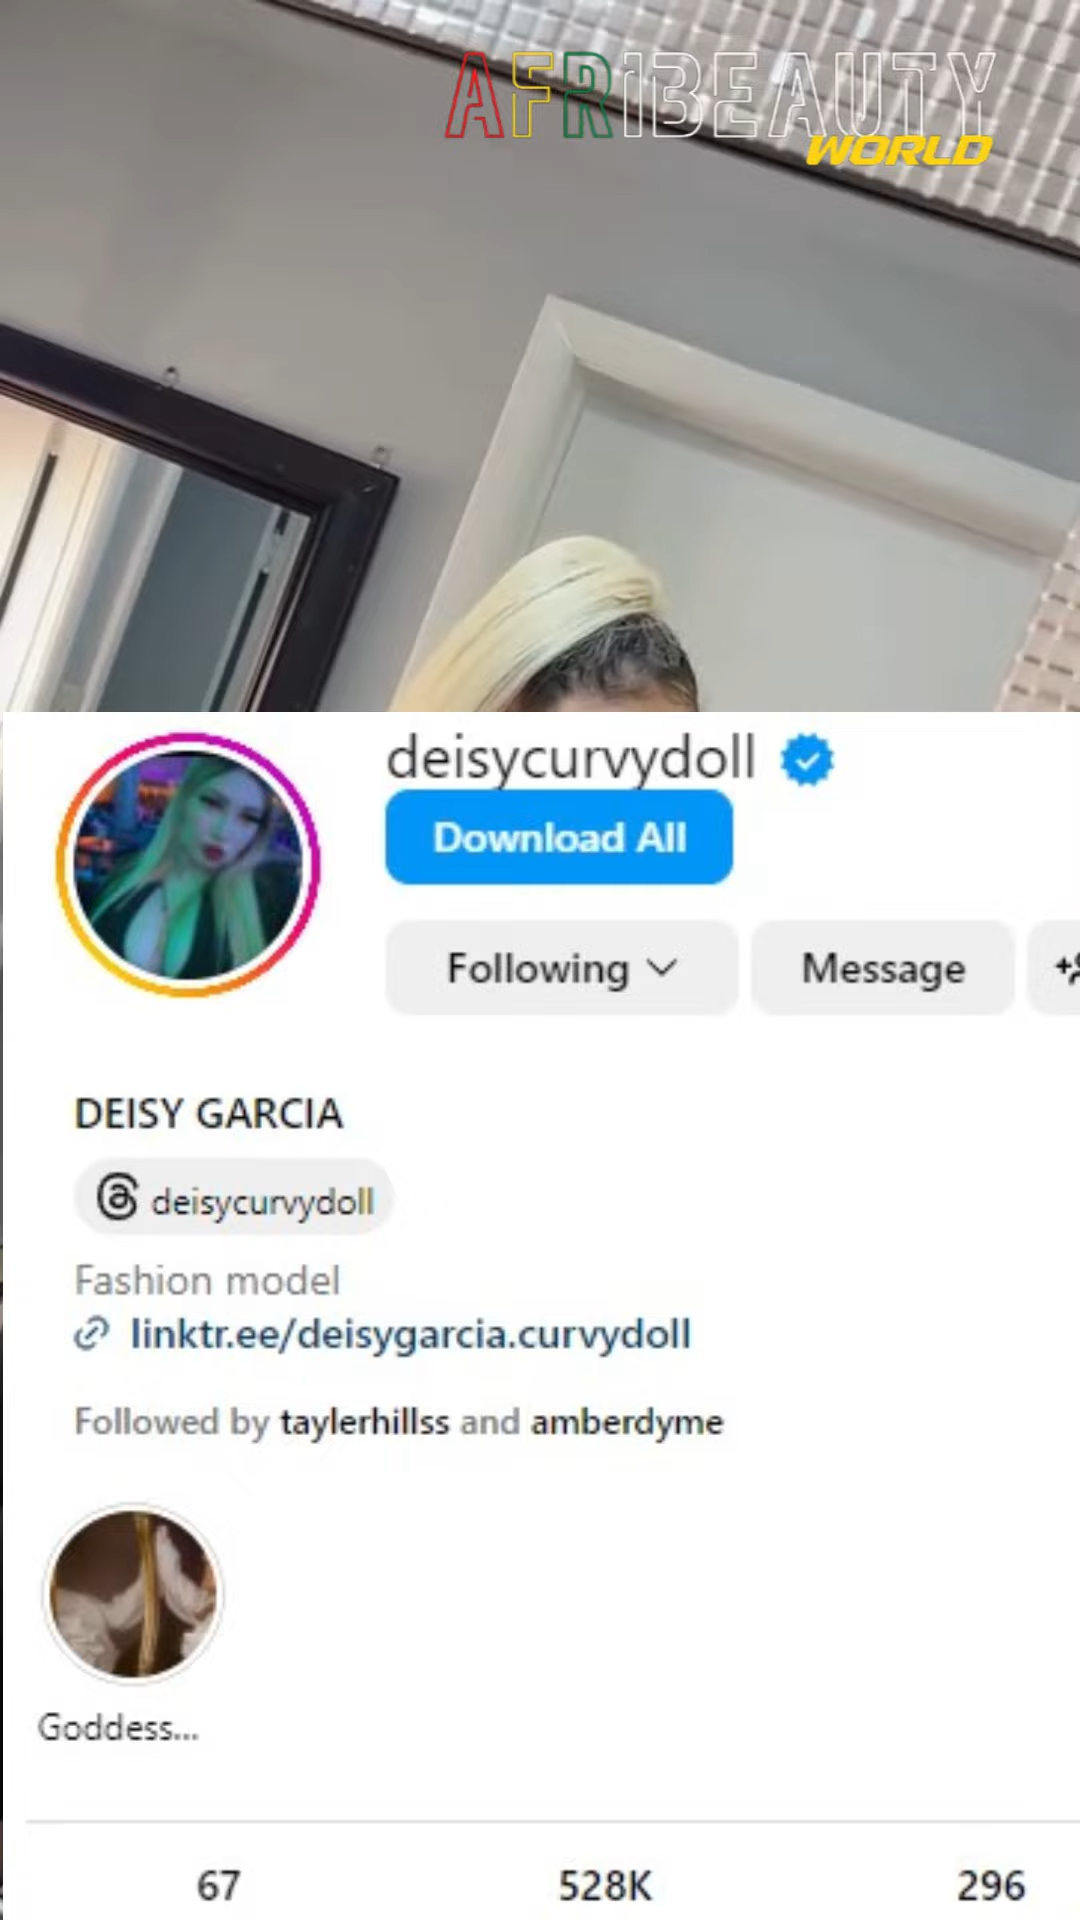 AFRIBEAUTY
WORLD
deisycurvydoll
Download All
Following
Message
DEISY GARCIA
deisycurvydoll
Fashion model
linktr.ee/deisygarcia.curvydoll
Followed by taylerhillss and amberdyme
Goddess...
67
528K
296